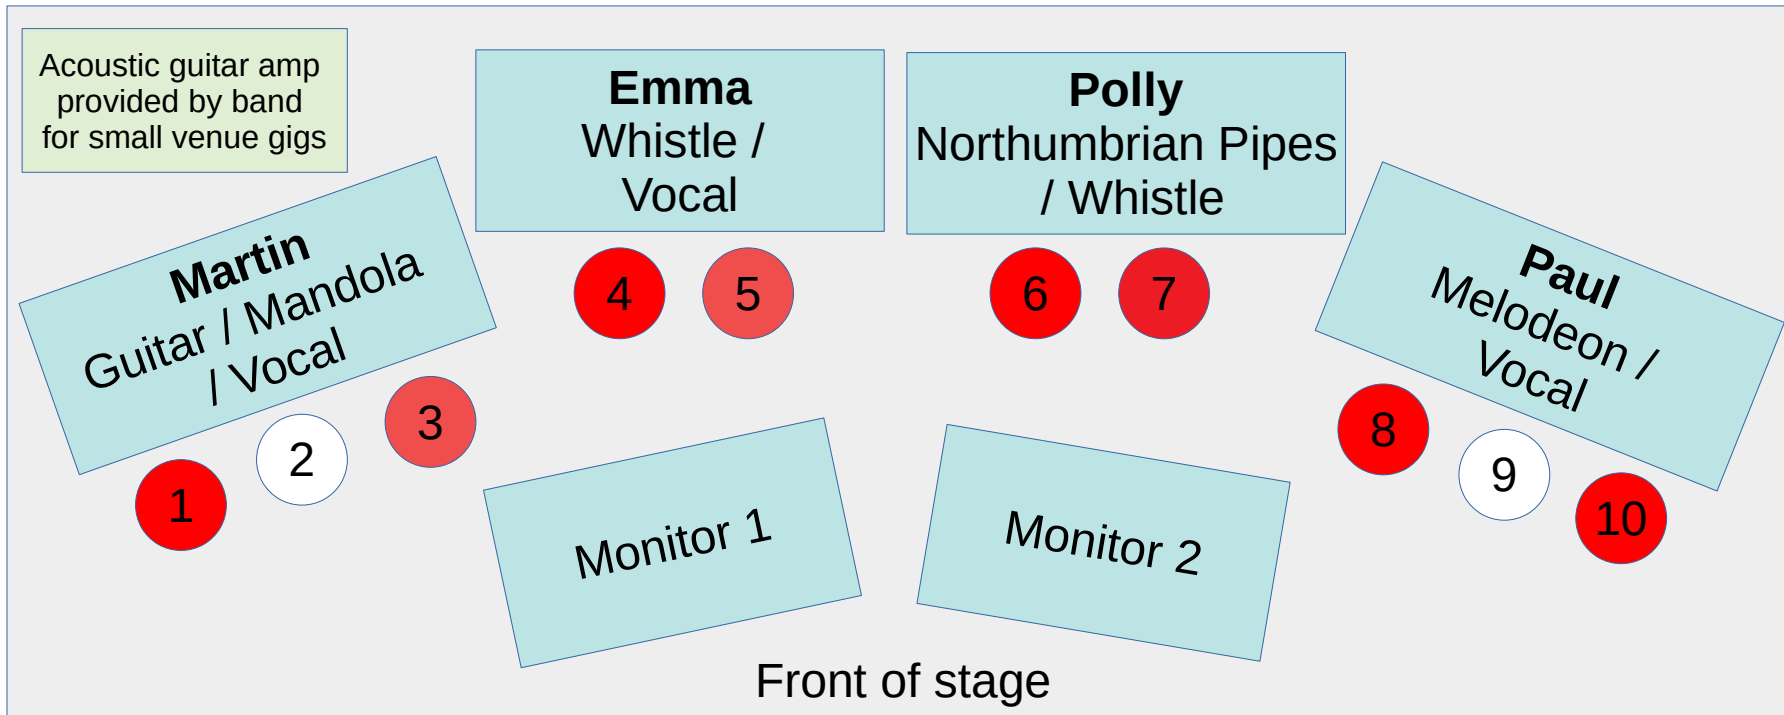 Acoustic guitar amp
provided by band
for small venue gigs
Emma
Whistle /
Vocal
Polly
Northumbrian Pipes
/ Whistle
Martin
Guitar / Mandola
/ Vocal
Paul
Melodeon /
Vocal
1
2
3
4
5
6
7
8
9
10
Monitor 1
Monitor 2
Front of stage